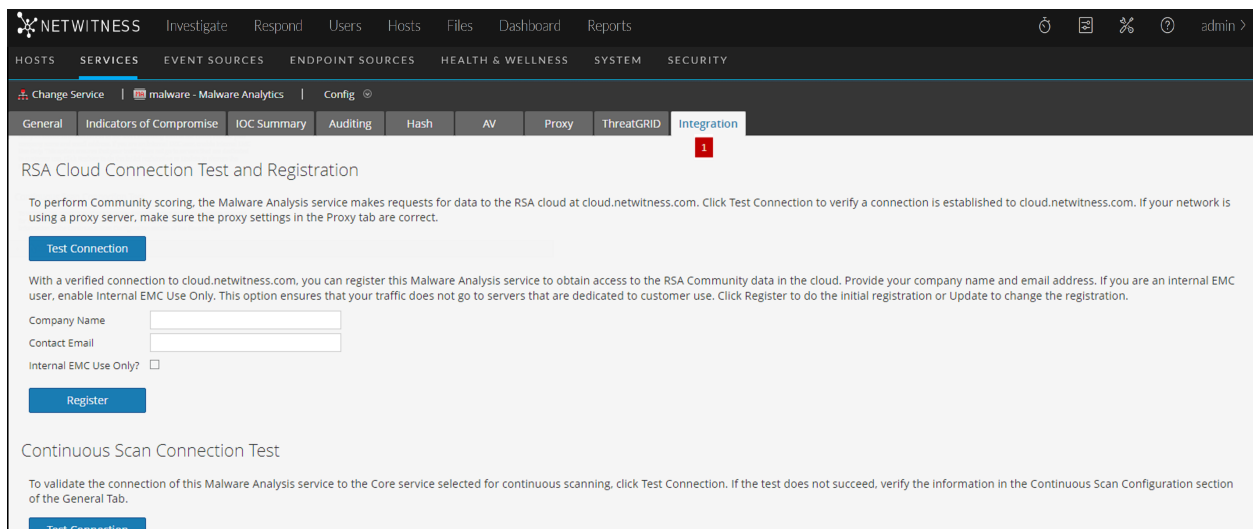 NETWITNESS Investigate Respond Users Hosts Files Dashboard Reports admin >
HOSTS SERVICES EVENT SOURCES ENDPOINT SOURCES HEALTH & WELLNESS SYSTEM SECURITY
Change Service | MA malware - Malware Analytics | Config
General Indicators of Compromise IOC Summary Auditing Hash AV Proxy ThreatGRID Integration
1
RSA Cloud Connection Test and Registration
To perform Community scoring, the Malware Analysis service makes requests for data to the RSA cloud at cloud.netwitness.com. Click Test Connection to verify a connection is established to cloud.netwitness.com. If your network is
using a proxy server, make sure the proxy settings in the Proxy tab are correct.
Test Connection
With a verified connection to cloud.netwitness.com, you can register this Malware Analysis service to obtain access to the RSA Community data in the cloud. Provide your company name and email address. If you are an internal EMC
user, enable Internal EMC Use Only. This option ensures that your traffic does not go to servers that are dedicated to customer use. Click Register to do the initial registration or Update to change the registration.
Company Name
Contact Email
Internal EMC Use Only?
Register
Continuous Scan Connection Test
To validate the connection of this Malware Analysis service to the Core service selected for continuous scanning, click Test Connection. If the test does not succeed, verify the information in the Continuous Scan Configuration section
of the General Tab.
Test Connection